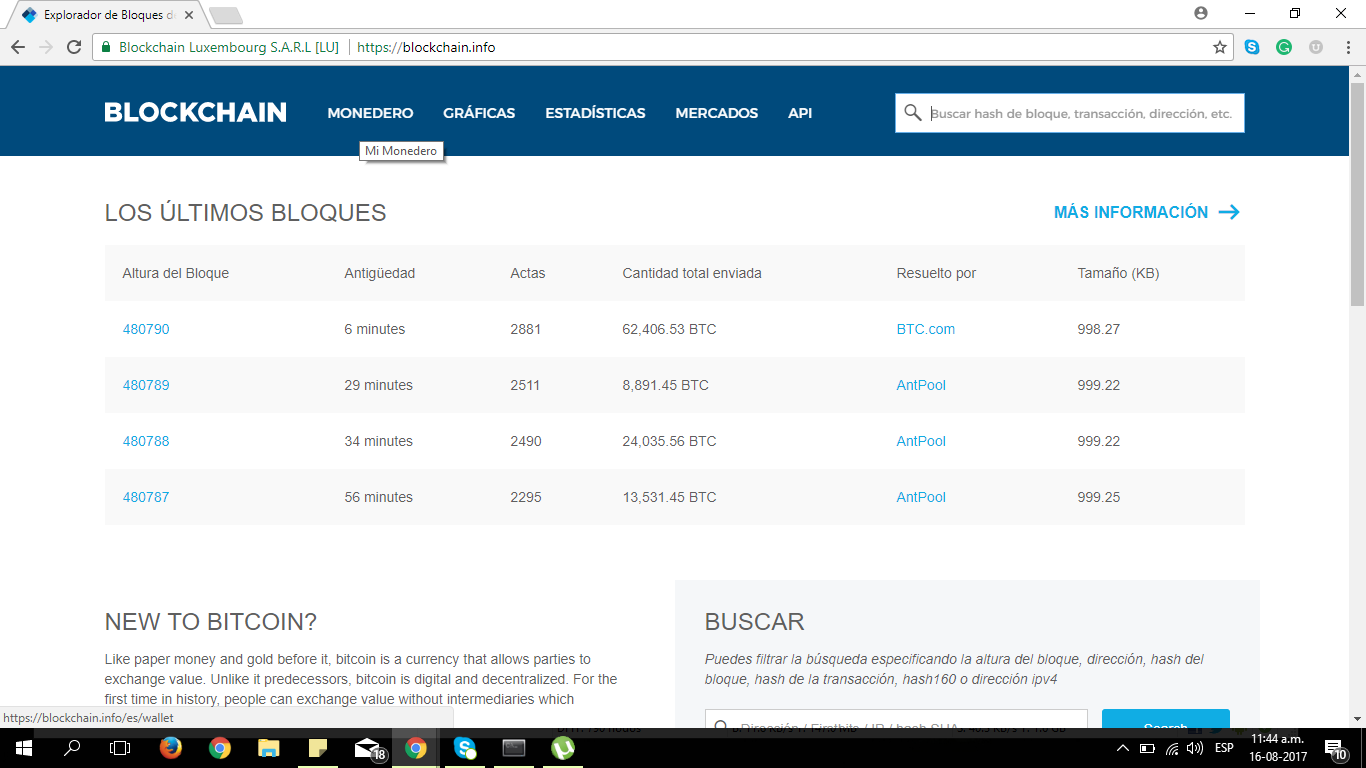 Explorador de Bloques d
Blockchain Luxembourg S.A.R.L [LU] https://blockchain.info
BLOCKCHAIN MONEDERO GRÁFICAS ESTADÍSTICAS MERCADOS API Buscar hash de bloque, transacción, dirección, etc.
Mi Monedero
LOS ÚLTIMOS BLOQUES MÁS INFORMACIÓN
Altura del Bloque Antigüedad Actas Cantidad total enviada Resuelto por Tamaño (KB)
480790 6 minutes 2881 62,406.53 BTC BTC.com 998.27
480789 29 minutes 2511 8,891.45 BTC AntPool 999.22
480788 34 minutes 2490 24,035.56 BTC AntPool 999.22
480787 56 minutes 2295 13,531.45 BTC AntPool 999.25
NEW TO BITCOIN?
Like paper money and gold before it, bitcoin is a currency that allows parties to
exchange value. Unlike it predecessors, bitcoin is digital and decentralized. For the
first time in history, people can exchange value without intermediaries which
BUSCAR
Puedes filtrar la búsqueda especificando la altura del bloque, dirección, hash del
bloque, hash de la transacción, hash160 o dirección ipv4
Dirección / Firstbits / IP / hash SHA Search
https://blockchain.info/es/wallet
18
ESP
11:44 a.m.
16-08-2017
10